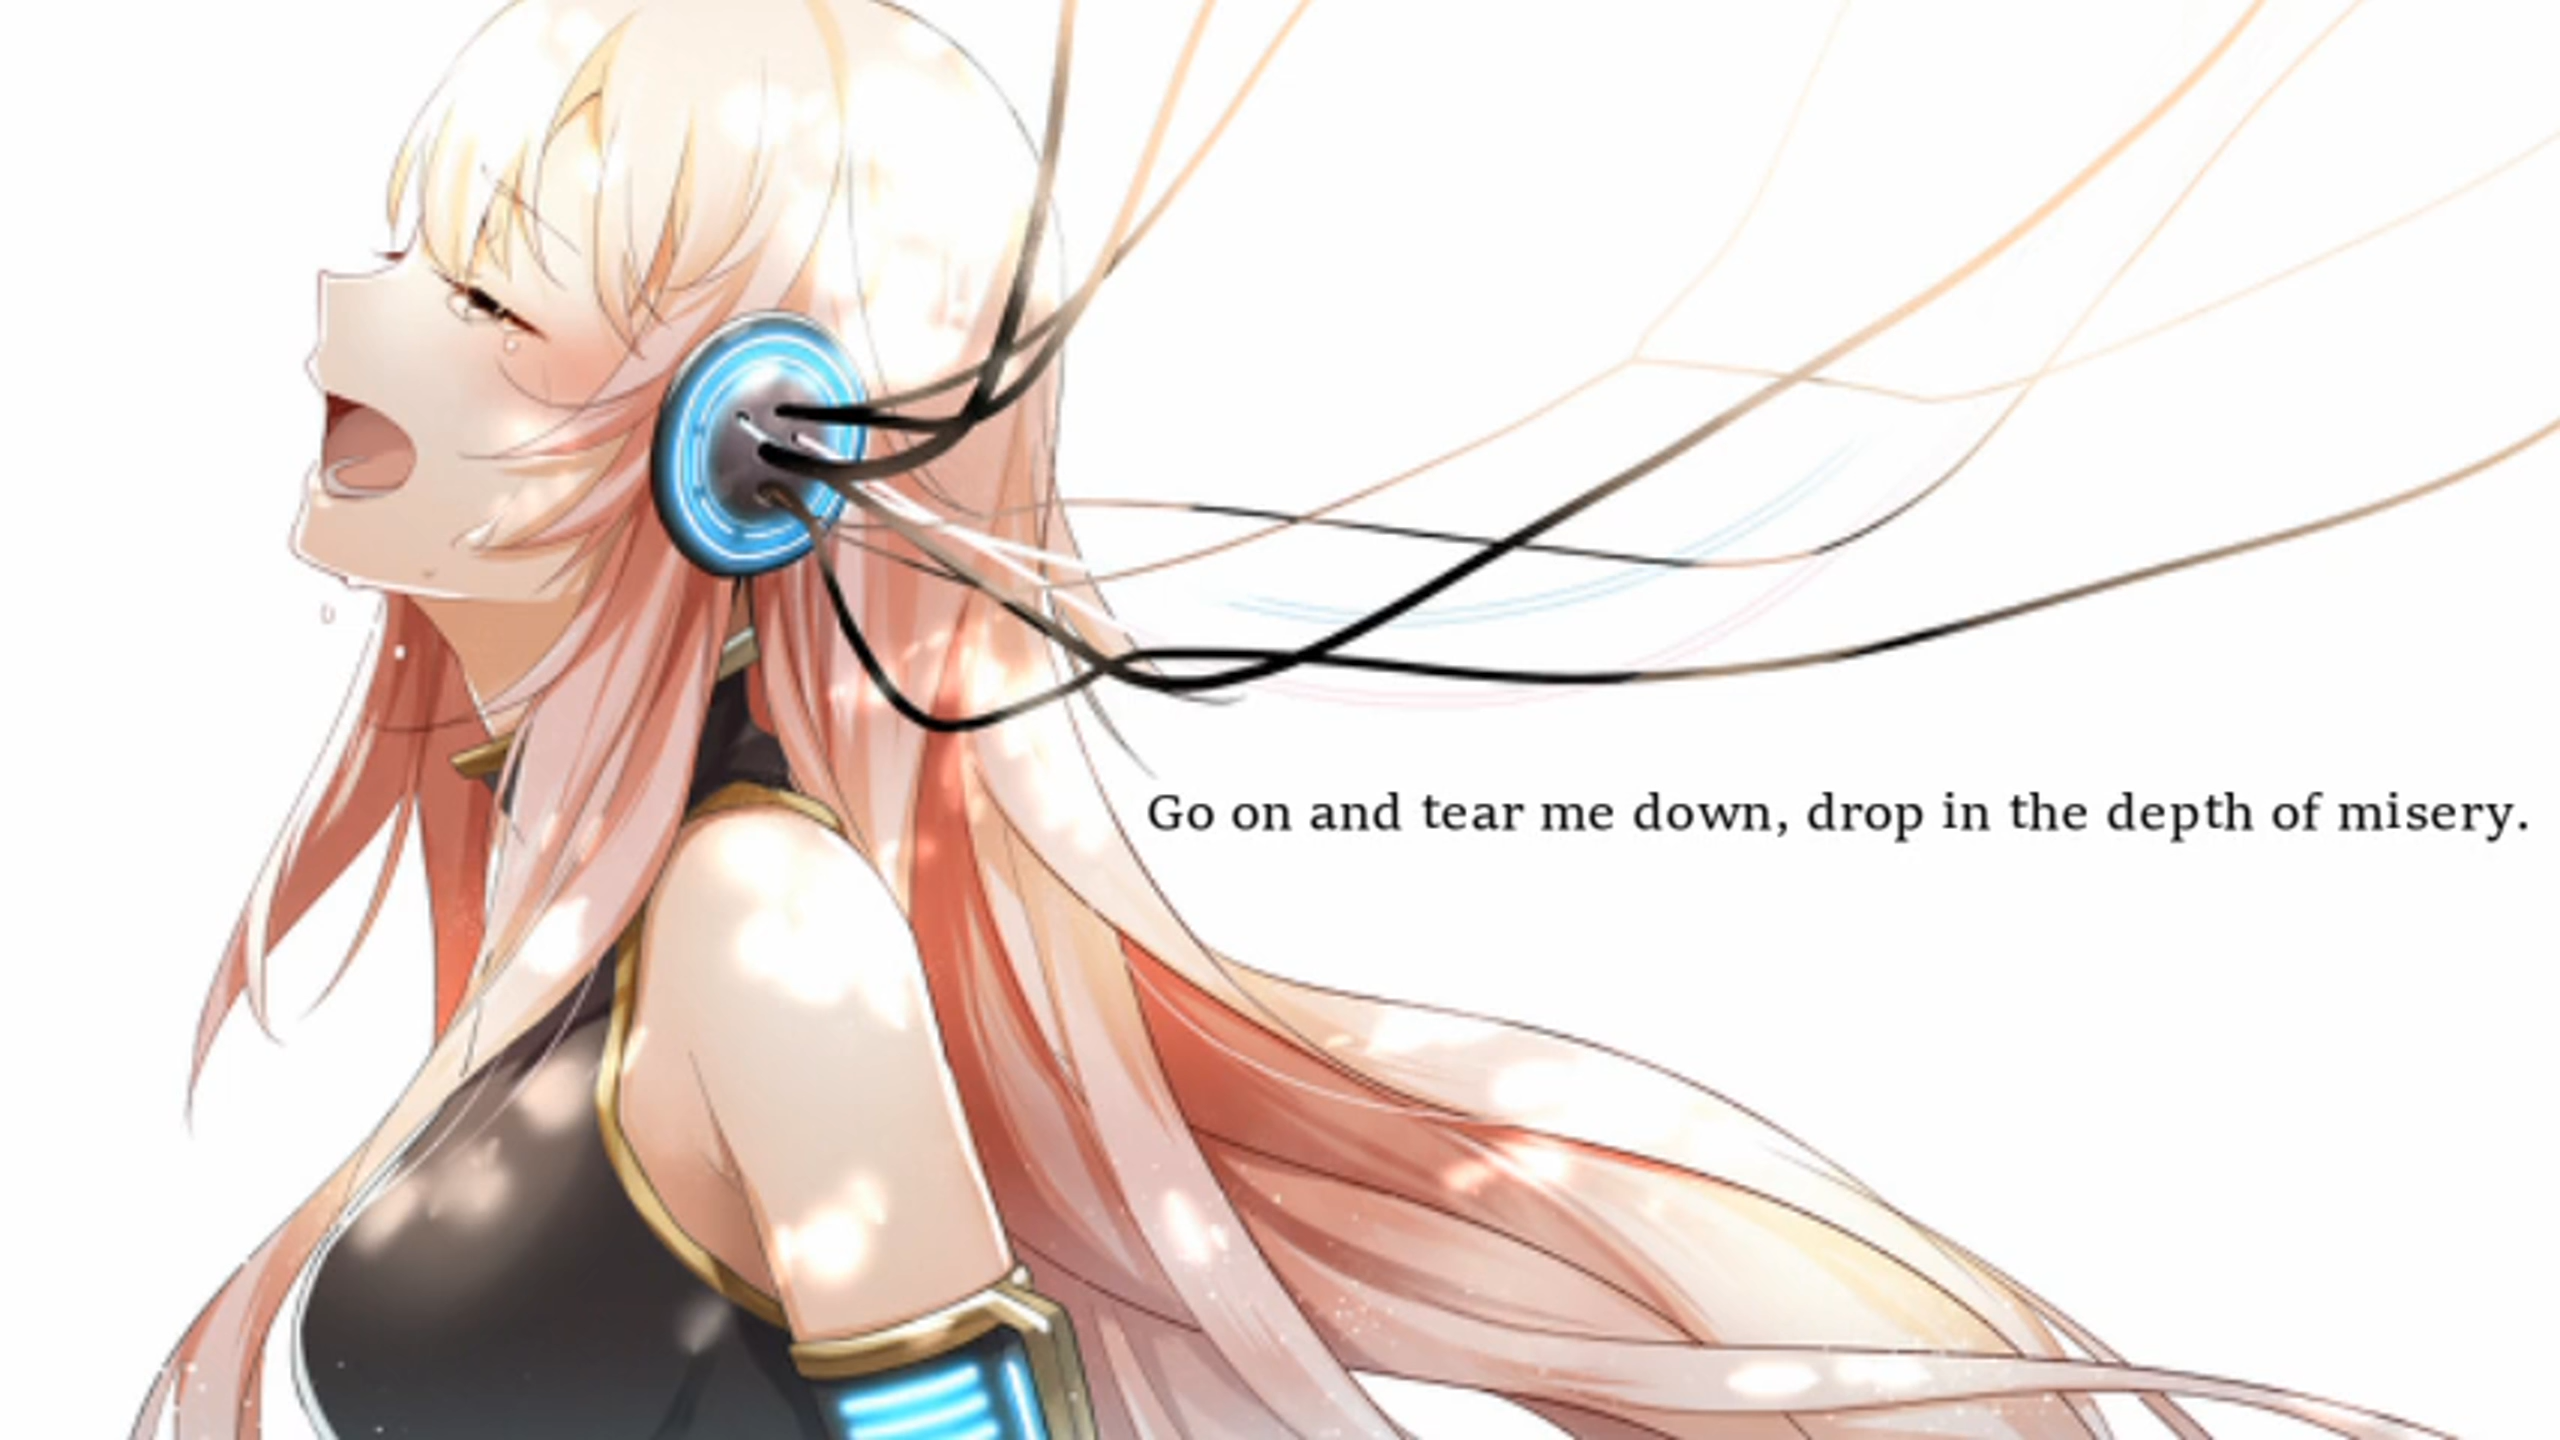 Go on and tear me down, drop in the depth of misery.